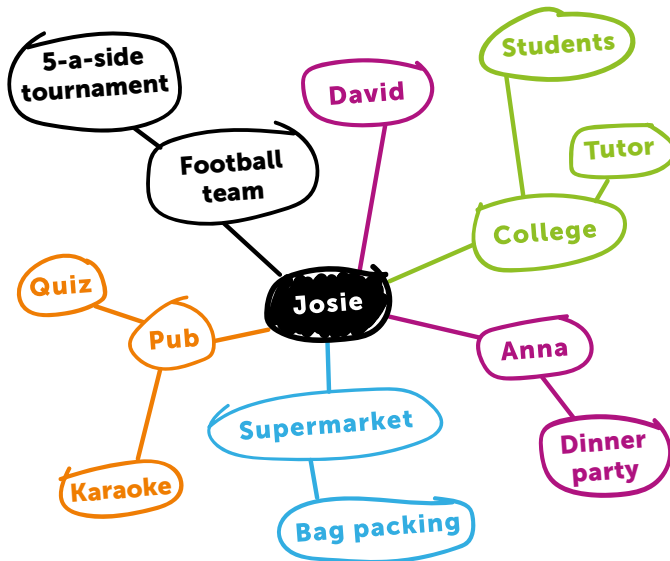 5-a-side
tournament
David
Students
Football
team
Tutor
College
Quiz
Josie
Pub
Anna
Supermarket
Dinner
party
Karaoke
Bag packing